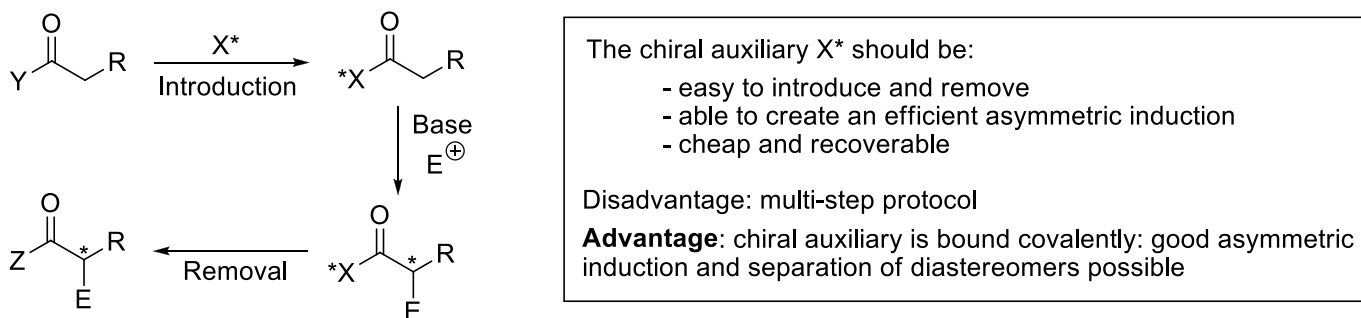 O
Y
R
X*
Introduction
O
*X
R
Base
E⊕
O
*X
*
R
E
Removal
O
Z
*
R
E
The chiral auxiliary X* should be:
- easy to introduce and remove
- able to create an efficient asymmetric induction
- cheap and recoverable
Disadvantage: multi-step protocol
Advantage: chiral auxiliary is bound covalently: good asymmetric
induction and separation of diastereomers possible